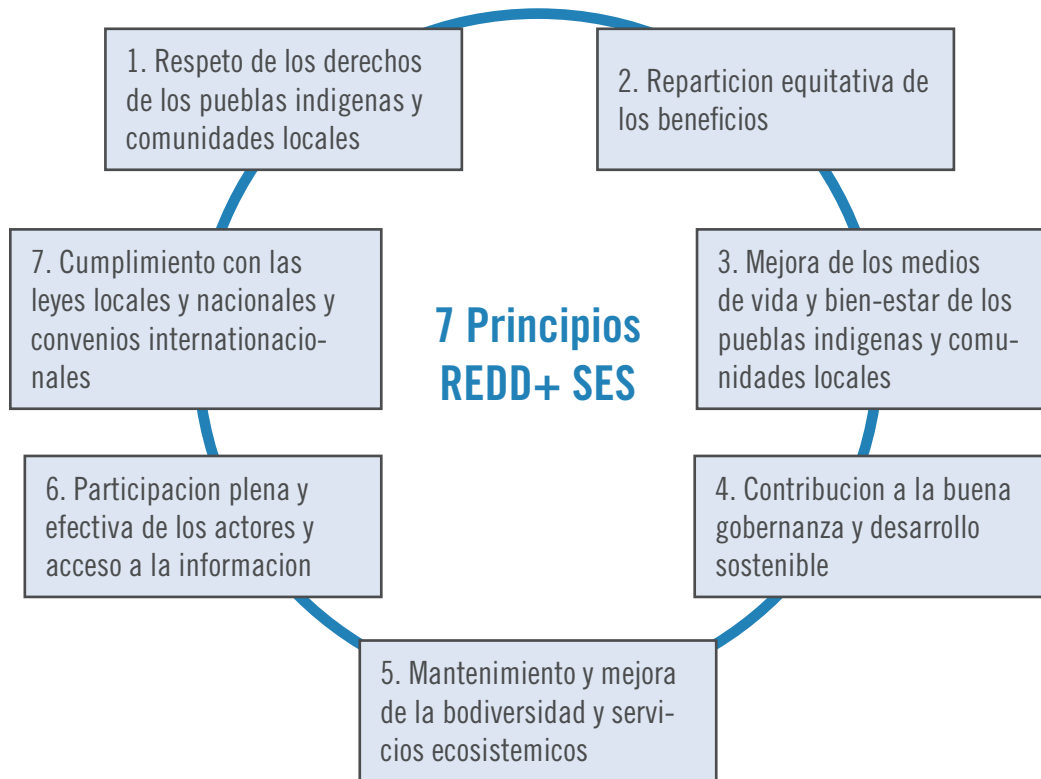 1. Respeto de los derechos
de los pueblas indigenas y
comunidades locales
2. Reparticion equitativa de
los beneficios
7. Cumplimiento con las
leyes locales y nacionales y
convenios internationacio-
nales
7 Principios
REDD+ SES
3. Mejora de los medios
de vida y bien-estar de los
pueblas indigenas y comu-
nidades locales
6. Participacion plena y
efectiva de los actores y
acceso a la informacion
4. Contribucion a la buena
gobernanza y desarrollo
sostenible
5. Mantenimiento y mejora
de la bodiversidad y servi-
cios ecosistemicos